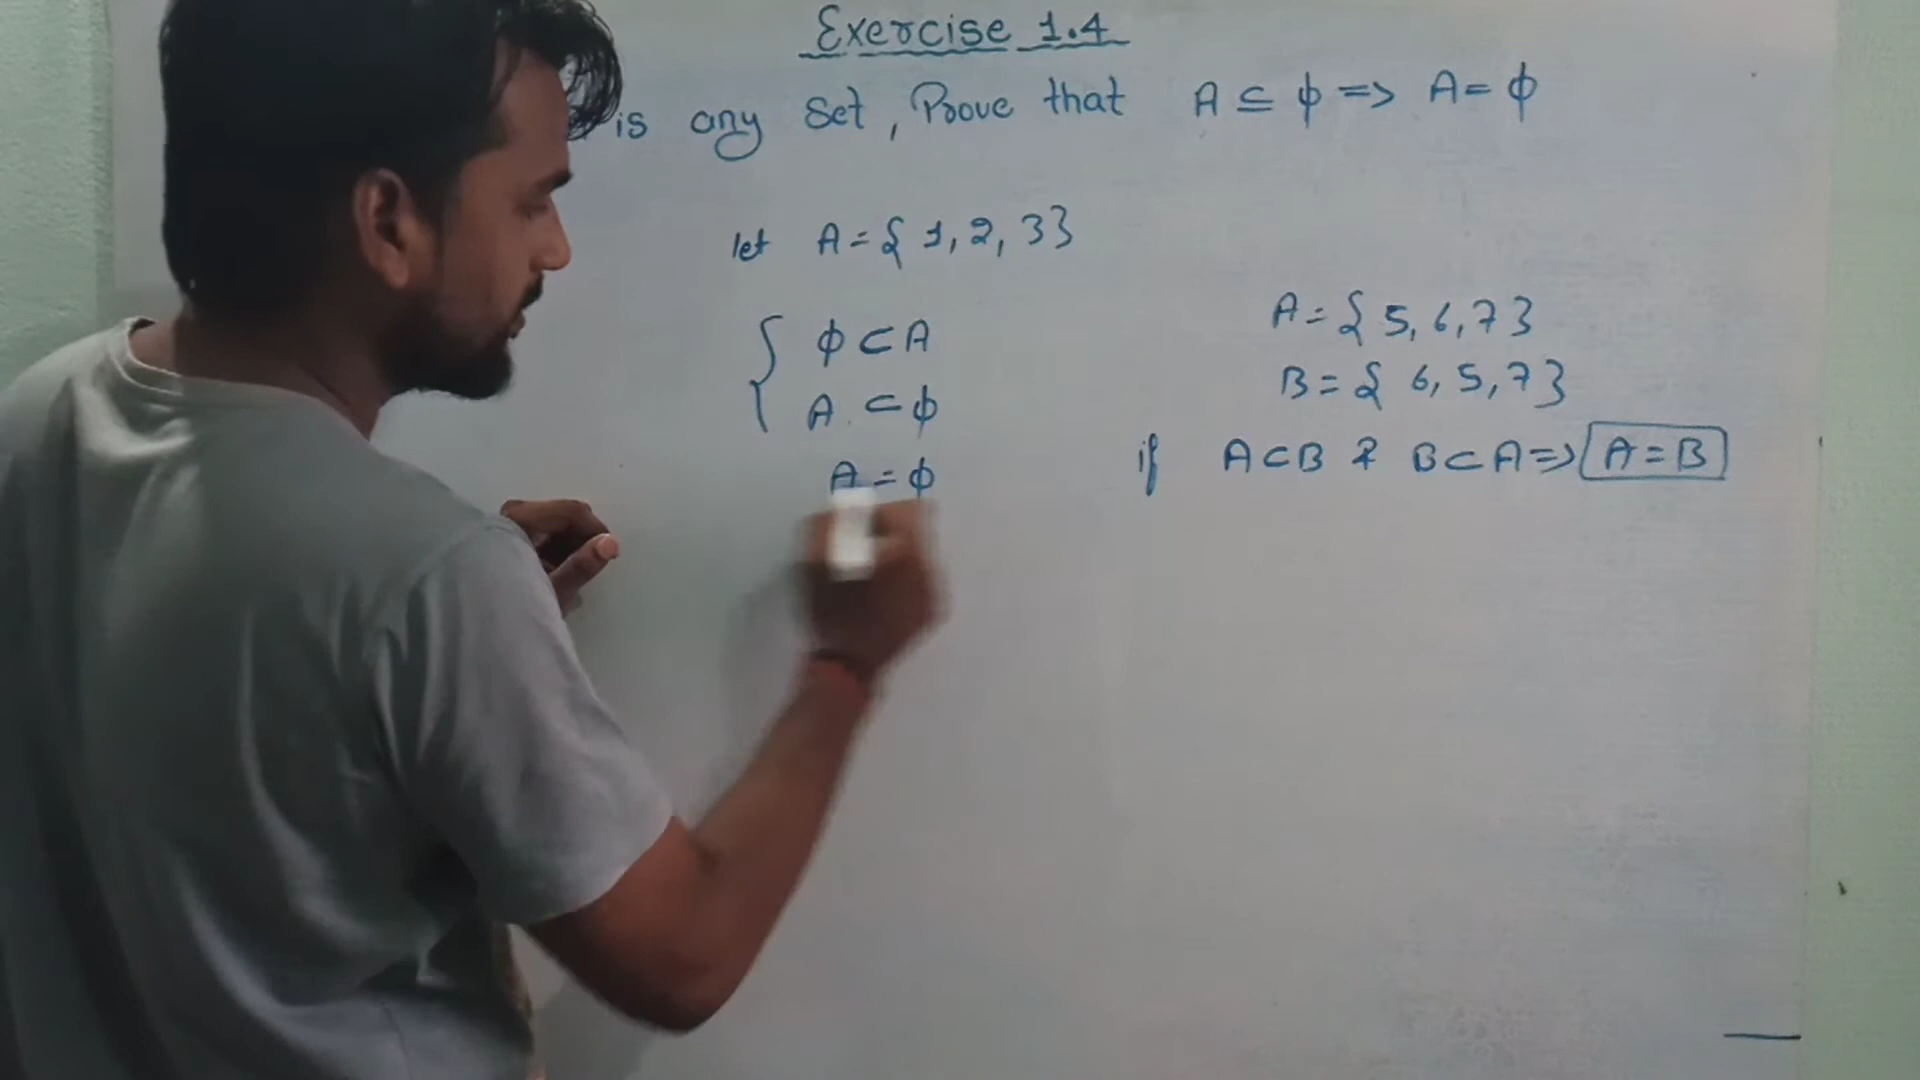 Exercise 1.4
is any set, Prove that A ⊆ ϕ => A = ϕ
let A = { 1, 2, 3}
{ ϕ ⊂ A
A. ⊂ ϕ
A = ϕ
A = { 5, 6, 7 }
B = { 6, 5, 7 }
if A⊂B & B⊂A => A = B